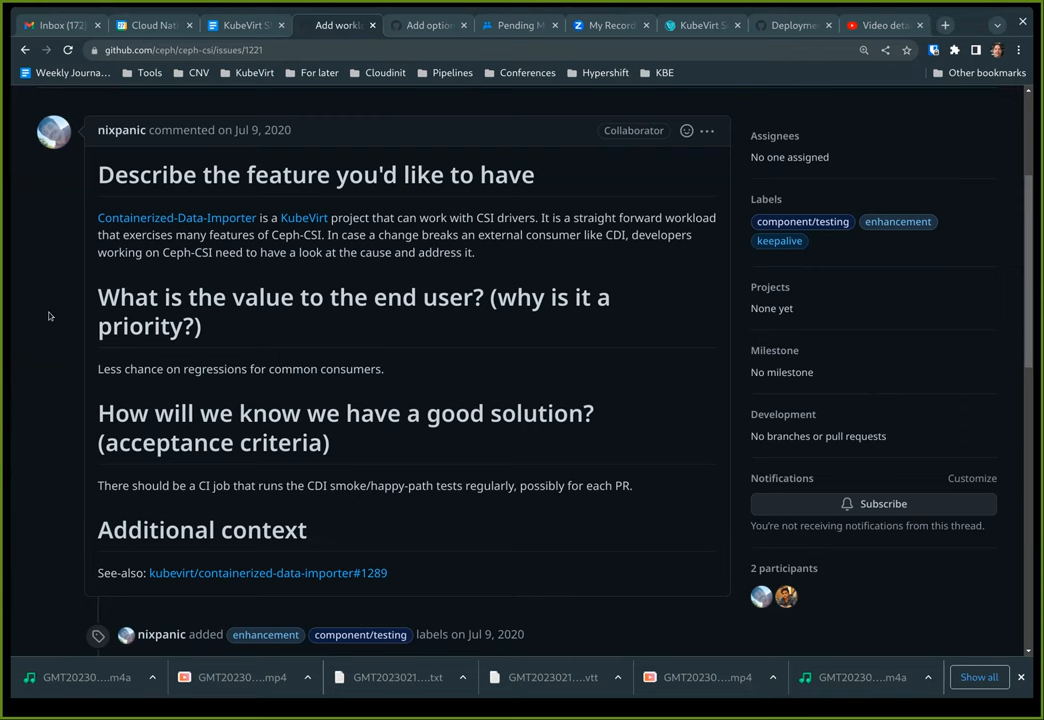 Inbox (172
Cloud Nat
KubeVirt S
Add workl
Add optio
Pending M
My Record
KubeVirt S
Deployme
Video deta
github.com/ceph/ceph-csi/issues/1221
Weekly Journa...
Tools
CNV
KubeVirt
For later
Cloudinit
Pipelines
Conferences
Hypershift
KBE
Other bookmarks
nixpanic commented on Jul 9, 2020
Collaborator
Describe the feature you'd like to have
Containerized-Data-Importer is a KubeVirt project that can work with CSI drivers. It is a straight forward workload
that exercises many features of Ceph-CSI. In case a change breaks an external consumer like CDI, developers
working on Ceph-CSI need to have a look at the cause and address it.
What is the value to the end user? (why is it a
priority?)
Less chance on regressions for common consumers.
How will we know we have a good solution?
(acceptance criteria)
There should be a CI job that runs the CDI smoke/happy-path tests regularly, possibly for each PR.
Additional context
See-also: kubevirt/containerized-data-importer#1289
nixpanic added enhancement component/testing labels on Jul 9, 2020
Assignees
No one assigned
Labels
component/testing enhancement
keepalive
Projects
None yet
Milestone
No milestone
Development
No branches or pull requests
Notifications Customize
Subscribe
You're not receiving notifications from this thread.
2 participants
GMT20230....m4a
GMT20230....mp4
GMT2023021....txt
GMT2023021....vtt
GMT20230....mp4
GMT20230....m4a
Show all